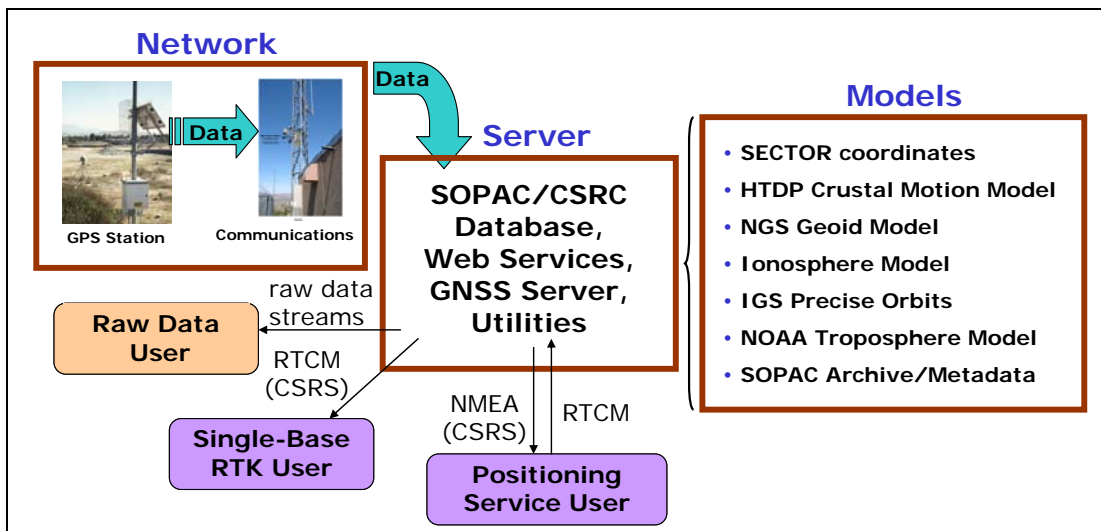 Network
Data
GPS Station
Communications
Data
Server
SOPAC/CSRC
Database,
Web Services,
GNSS Server,
Utilities
Models
• SECTOR coordinates
• HTDP Crustal Motion Model
• NGS Geoid Model
• Ionosphere Model
• IGS Precise Orbits
• NOAA Troposphere Model
• SOPAC Archive/Metadata
raw data
streams
Raw Data
User
RTCM
(CSRS)
Single-Base
RTK User
NMEA
(CSRS)
RTCM
Positioning
Service User